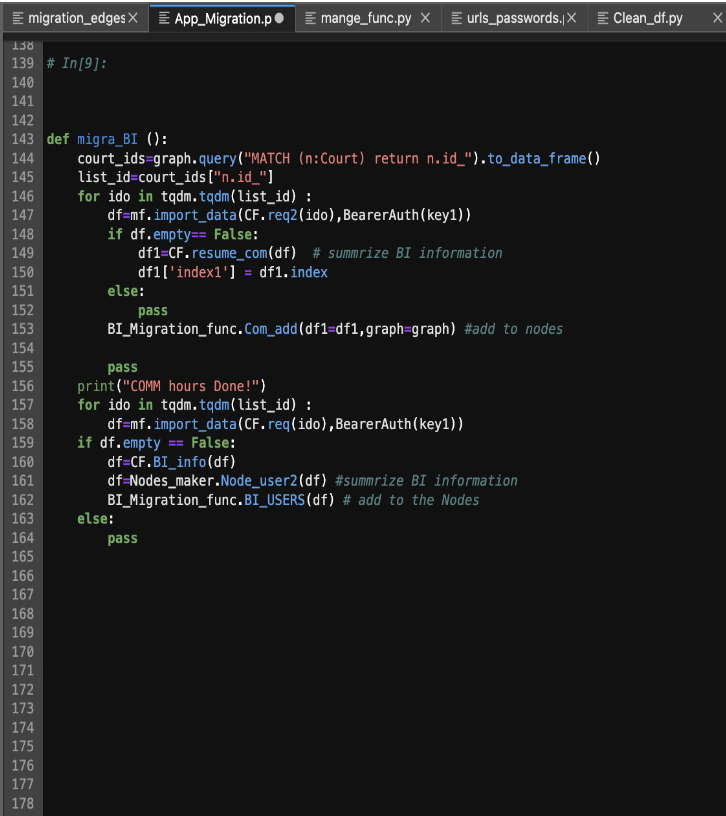 migration_edges App_Migration.p mange_func.py urls_passwords. Clean_df.py
138
139 # In[9]:
140
141
142
143 def migra_BI ():
144     court_ids=graph.query("MATCH (n:Court) return n.id_").to_data_frame()
145     list_id=court_ids["n.id_"]
146     for ido in tqdm.tqdm(list_id) :
147         df=mf.import_data(CF.req2(ido),BearerAuth(key1))
148         if df.empty== False:
149             df1=CF.resume_com(df)  # summrize BI information
150             df1['index1'] = df1.index
151         else:
152             pass
153         BI_Migration_func.Com_add(df1=df1,graph=graph) #add to nodes
154
155         pass
156     print("COMM hours Done!")
157     for ido in tqdm.tqdm(list_id) :
158         df=mf.import_data(CF.req(ido),BearerAuth(key1))
159     if df.empty == False:
160         df=CF.BI_info(df)
161         df=Nodes_maker.Node_user2(df) #summrize BI information
162         BI_Migration_func.BI_USERS(df) # add to the Nodes
163     else:
164         pass
165
166
167
168
169
170
171
172
173
174
175
176
177
178